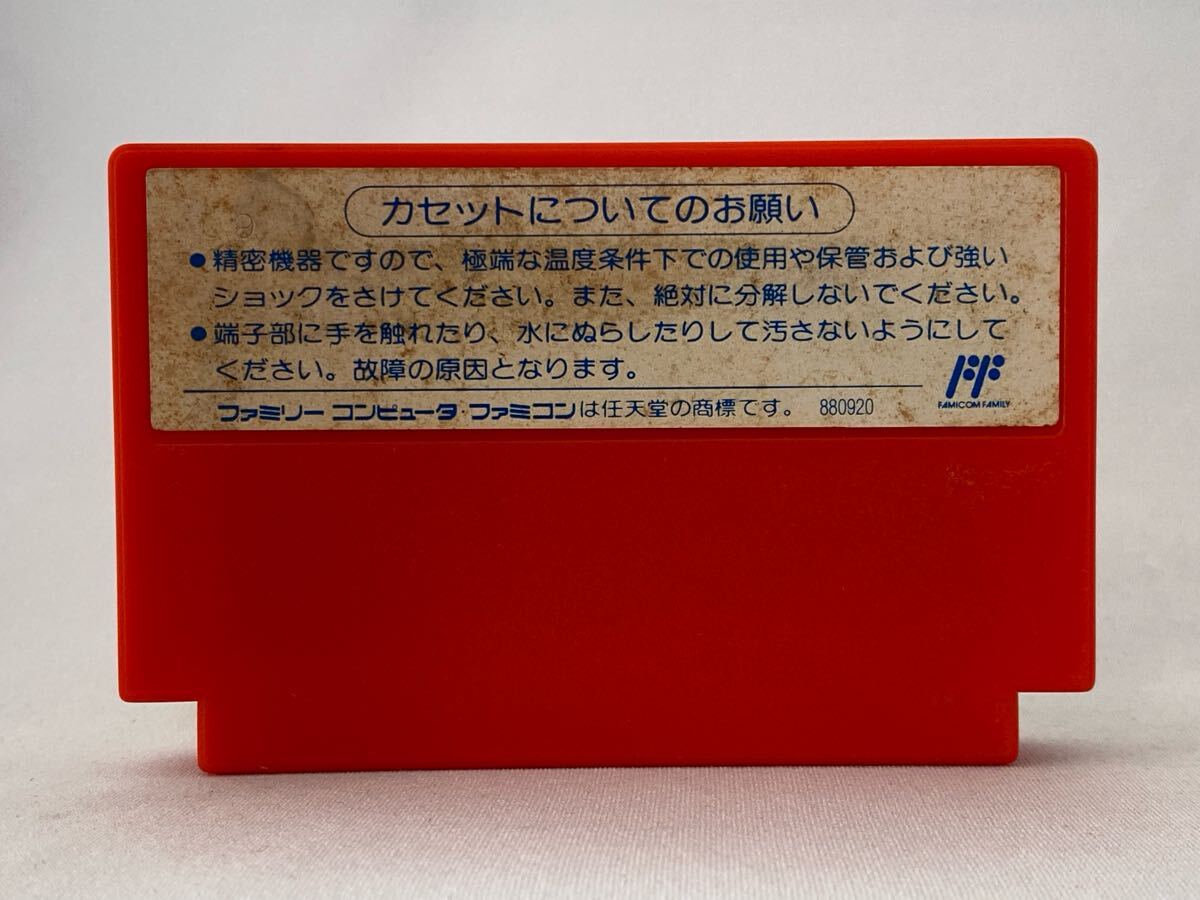 カセットについてのお願い
●精密機器ですので、極端な温度条件下での使用や保管および強い
ショックをさけてください。また、絶対に分解しないでください。
●端子部に手を触れたり、水にぬらしたりして汚さないようにして
ください。故障の原因となります。
FAMICOM FAMILY
ファミリー コンピュータ・ファミコンは任天堂の商標です。 880920